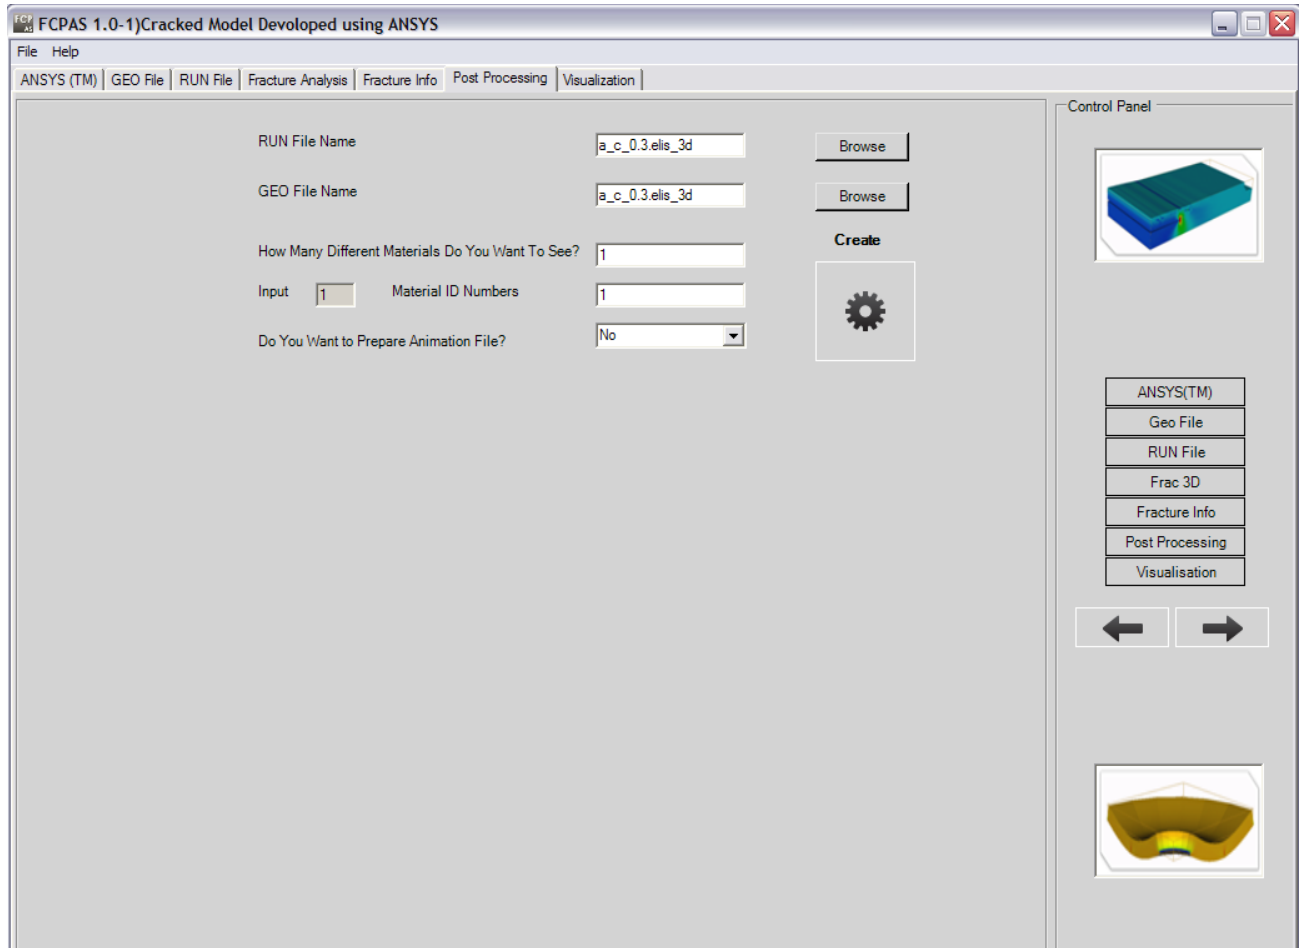 FCP AS FCPAS 1.0-1)Cracked Model Devoloped using ANSYS
File Help
ANSYS (TM) GEO File RUN File Fracture Analysis Fracture Info Post Processing Visualization
Control Panel
RUN File Name a_c_0.3.elis_3d Browse
GEO File Name a_c_0.3.elis_3d Browse
Create
How Many Different Materials Do You Want To See? 1
Input 1 Material ID Numbers 1
Do You Want to Prepare Animation File? No
ANSYS(TM)
Geo File
RUN File
Frac 3D
Fracture Info
Post Processing
Visualisation